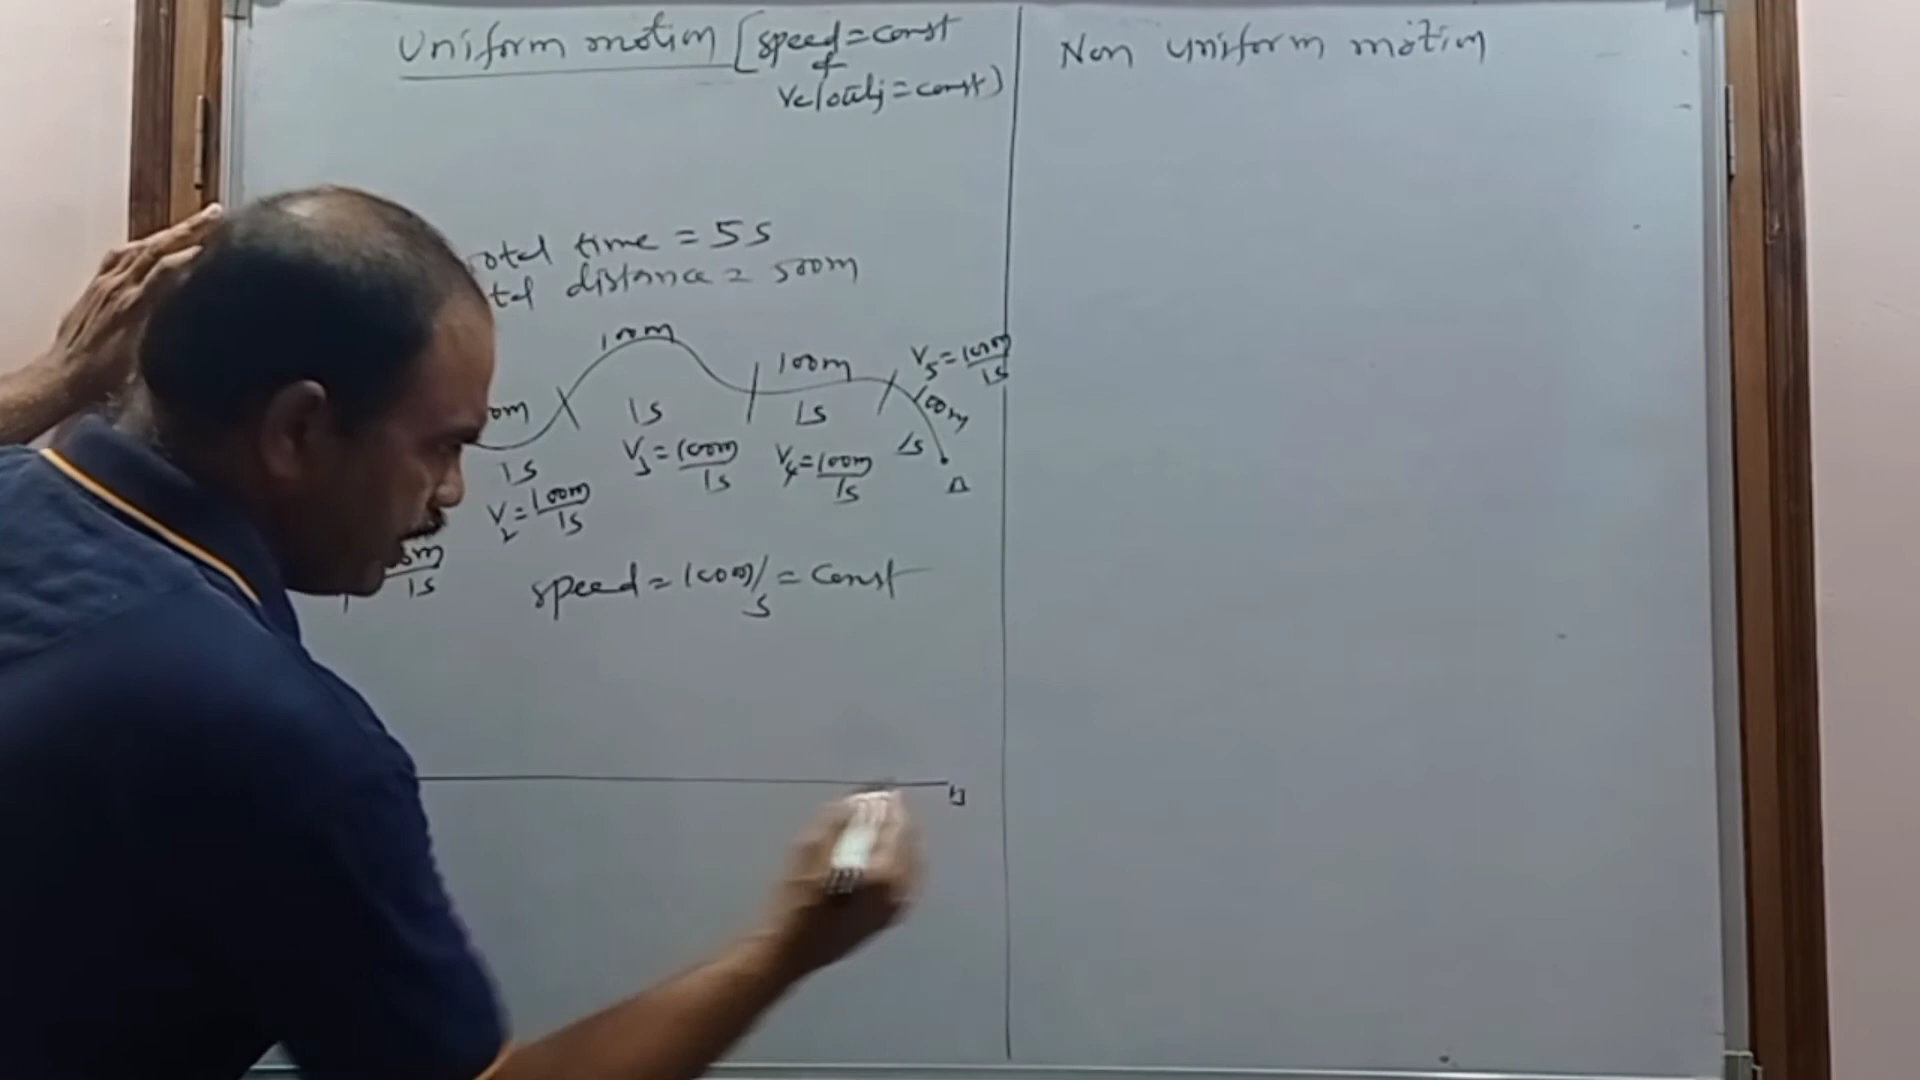 Uniform motion [speed = const
&
Velocity = const)
Non uniform motion
otal time = 5s
tal distance = 500m
100m
100m
V5 = 100m/1s
100m
0m
1s
1s
1s
1s
V3 = 100m/1s
V4 = 100m/1s
V2 = 100m/1s
0m/1s
speed = 100m/s = const
B